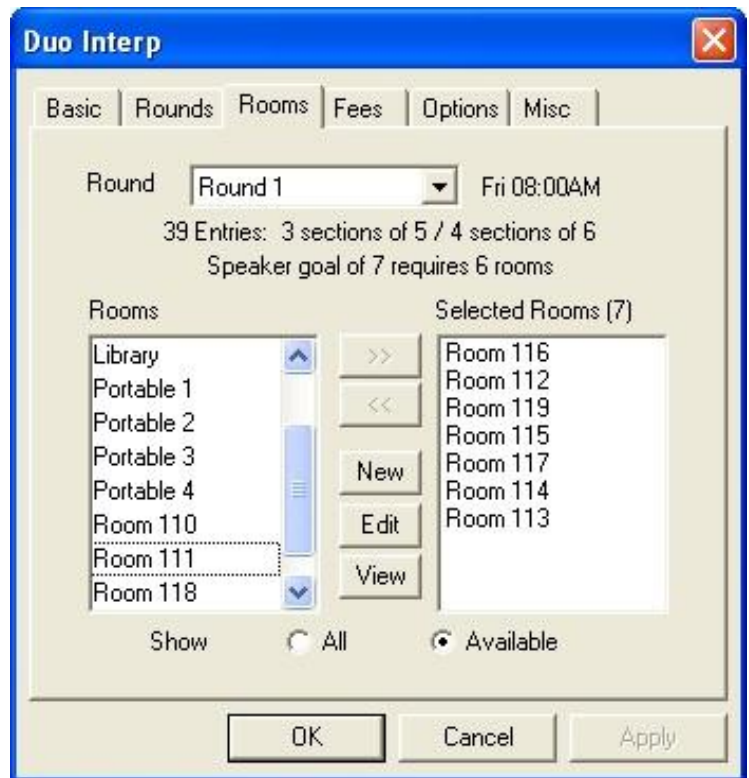 Duo Interp
Basic Rounds Rooms Fees Options Misc
Round Round 1 Fri 08:00AM
39 Entries: 3 sections of 5 / 4 sections of 6
Speaker goal of 7 requires 6 rooms
Rooms
Library
Portable 1
Portable 2
Portable 3
Portable 4
Room 110
Room 111
Room 118
>>
<<
New
Edit
View
Selected Rooms (7)
Room 116
Room 112
Room 119
Room 115
Room 117
Room 114
Room 113
Show All Available
OK Cancel Apply